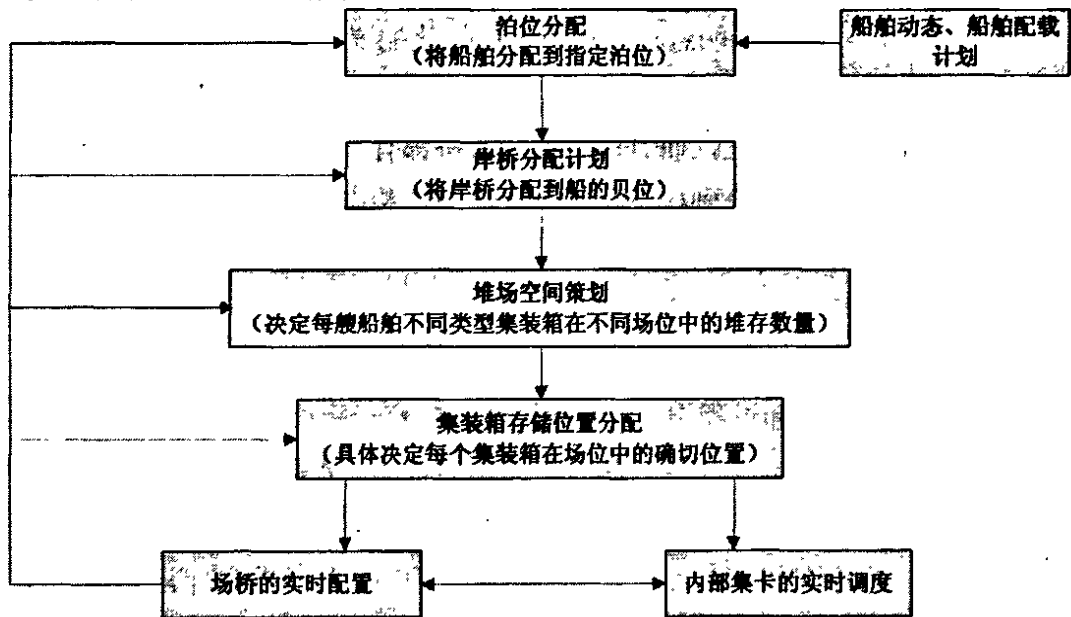 泊位分配
（将船舶分配到指定泊位）
船舶动态、船舶配载
计划
岸桥分配计划
（将岸桥分配到船的贝位）
堆场空间策划
（决定每艘船舶不同类型集装箱在不同场位中的堆存数量）
集装箱存储位置分配
（具体决定每个集装箱在场位中的确切位置）
场桥的实时配置
内部集卡的实时调度